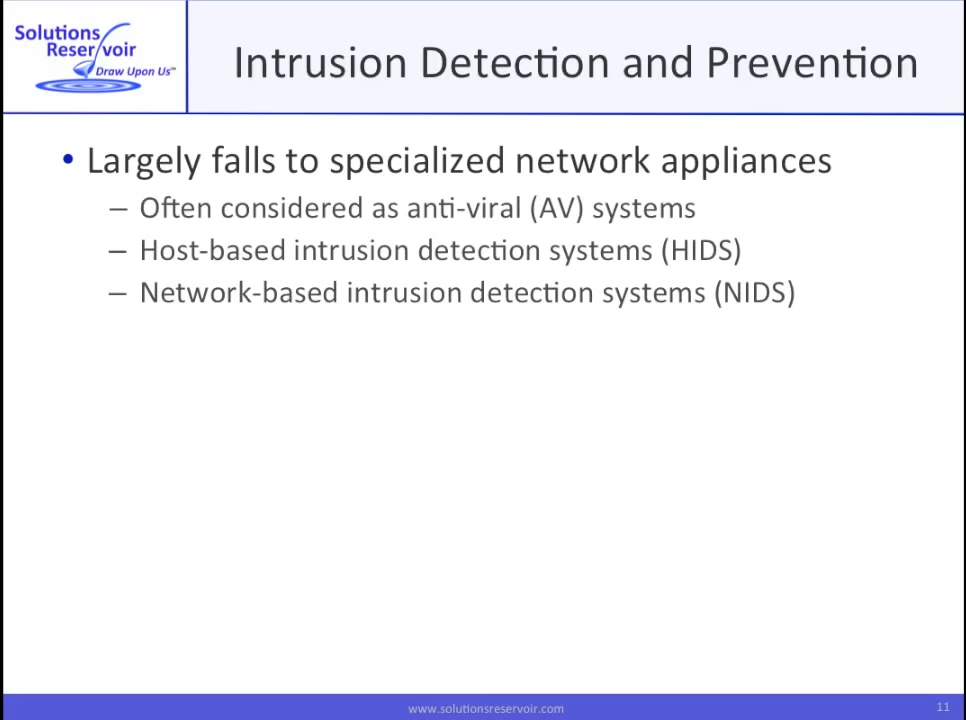 Solutions
Reservoir
Draw Upon Us™
Intrusion Detection and Prevention
• Largely falls to specialized network appliances
– Often considered as anti-viral (AV) systems
– Host-based intrusion detection systems (HIDS)
– Network-based intrusion detection systems (NIDS)
www.solutionsreservoir.com
11